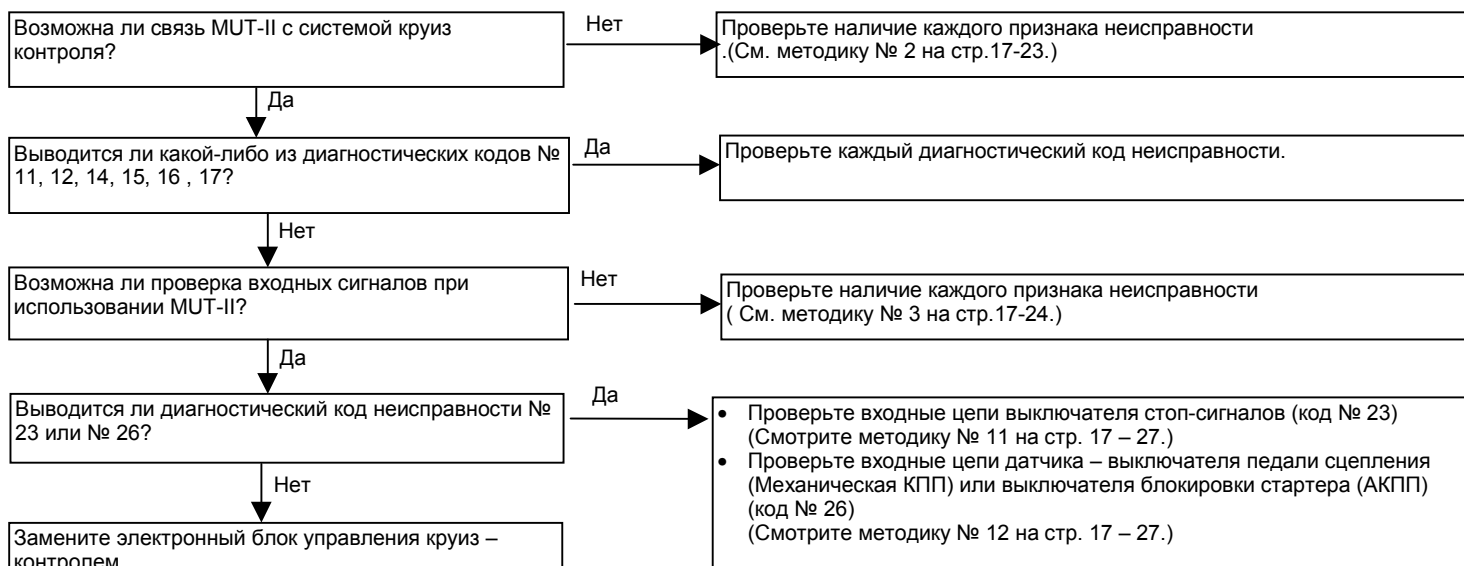 Возможна ли связь MUT-II с системой круиз
контроля?
Нет
Проверьте наличие каждого признака неисправности
.(См. методику № 2 на стр.17-23.)
Да
Выводится ли какой-либо из диагностических кодов №
11, 12, 14, 15, 16 , 17?
Да
Проверьте каждый диагностический код неисправности.
Нет
Возможна ли проверка входных сигналов при
использовании MUT-II?
Нет
Проверьте наличие каждого признака неисправности
( См. методику № 3 на стр.17-24.)
Да
Выводится ли диагностический код неисправности №
23 или № 26?
Да
• Проверьте входные цепи выключателя стоп-сигналов (код № 23)
(Смотрите методику № 11 на стр. 17 – 27.)
• Проверьте входные цепи датчика – выключателя педали сцепления
(Механическая КПП) или выключателя блокировки стартера (АКПП)
(код № 26)
(Смотрите методику № 12 на стр. 17 – 27.)
Нет
Замените электронный блок управления круиз –
контролем